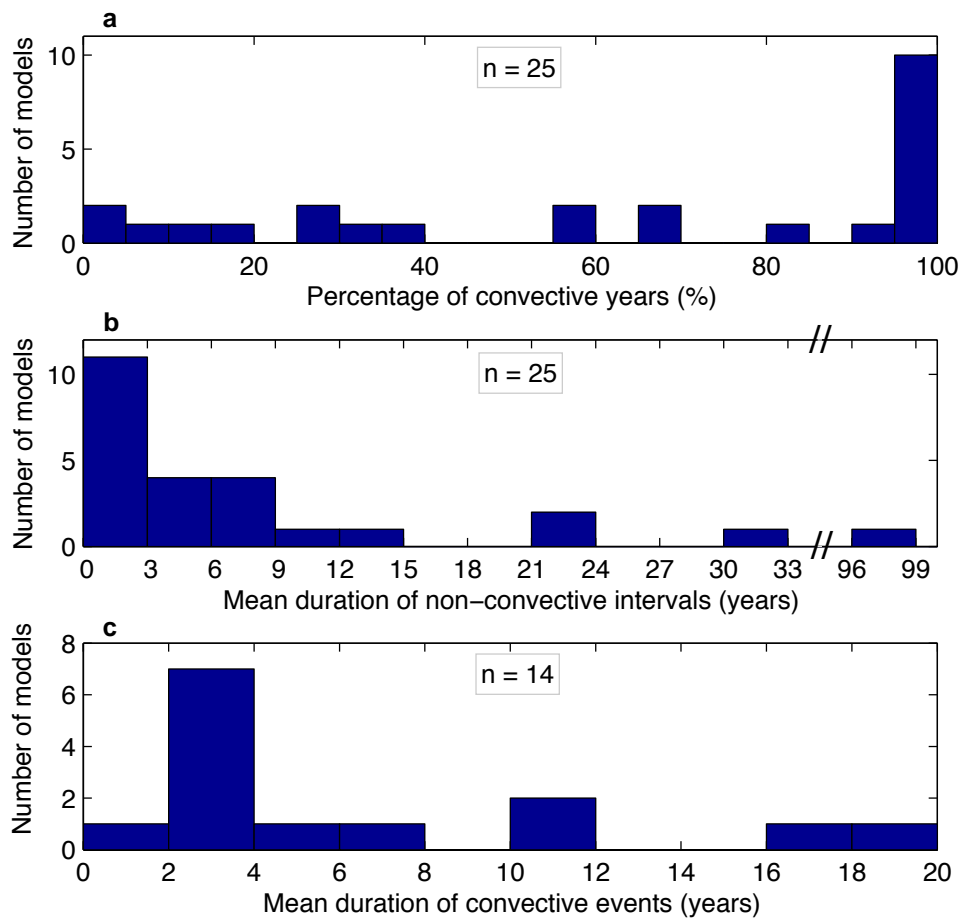 a
10
5
0
Number of models
n = 25
0 20 40 60 80 100
Percentage of convective years (%)
b
10
5
0
Number of models
n = 25
//
//
0 3 6 9 12 15 18 21 24 27 30 33 96 99
Mean duration of non−convective intervals (years)
c
8
6
4
2
0
Number of models
n = 14
0 2 4 6 8 10 12 14 16 18 20
Mean duration of convective events (years)